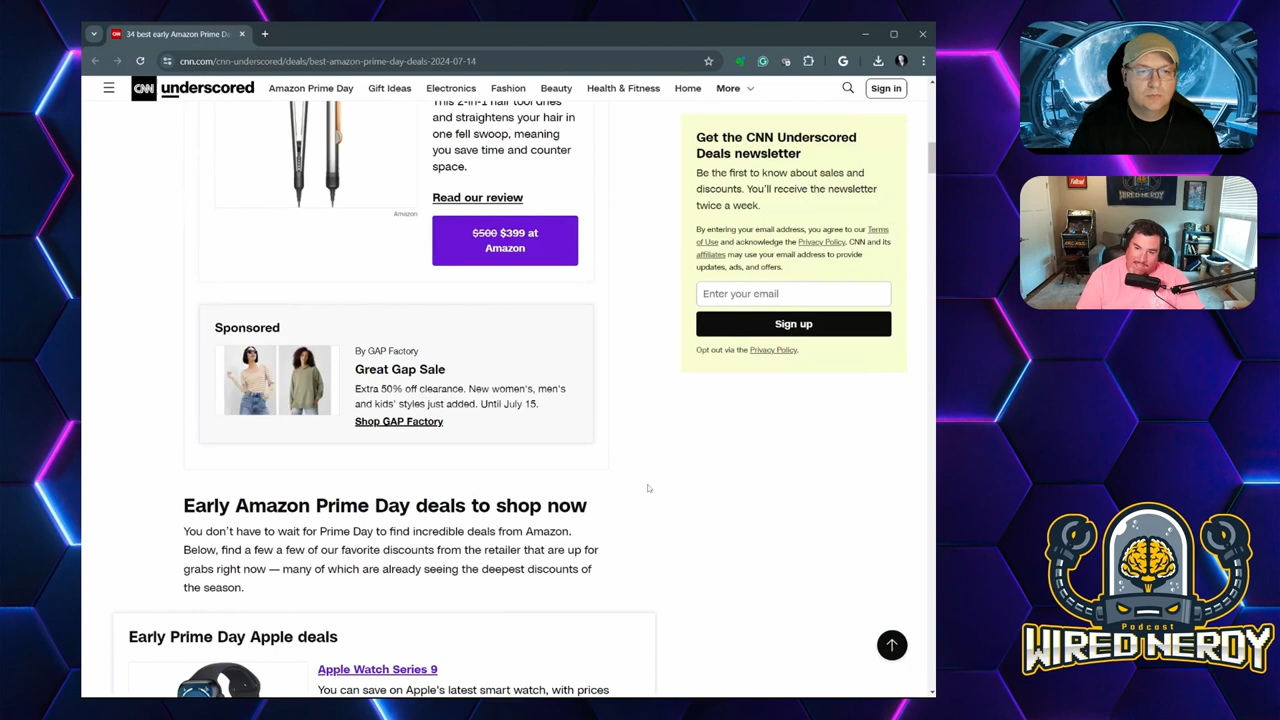 34 best early Amazon Prime Da
cnn.com/cnn-underscored/deals/best-amazon-prime-day-deals-2024-07-14
CNN underscored
Amazon Prime Day
Gift Ideas
Electronics
Fashion
Beauty
Health & Fitness
Home
More
Sign in
This 2-in-1 hair tool dries
and straightens your hair in
one fell swoop, meaning
you save time and counter
space.
Read our review
Amazon
$500 $399 at
Amazon
Sponsored
By GAP Factory
Great Gap Sale
Extra 50% off clearance. New women's, men's
and kids' styles just added. Until July 15.
Shop GAP Factory
Early Amazon Prime Day deals to shop now
You don't have to wait for Prime Day to find incredible deals from Amazon.
Below, find a few a few of our favorite discounts from the retailer that are up for
grabs right now — many of which are already seeing the deepest discounts of
the season.
Early Prime Day Apple deals
Apple Watch Series 9
You can save on Apple's latest smart watch, with prices
Get the CNN Underscored
Deals newsletter
Be the first to know about sales and
discounts. You'll receive the newsletter
twice a week.
By entering your email address, you agree to our Terms
of Use and acknowledge the Privacy Policy. CNN and its
affiliates may use your email address to provide
updates, ads, and offers.
Enter your email
Sign up
Opt out via the Privacy Policy.
Fallout
WIRED NERDY
Podcast
WIRED NERDY